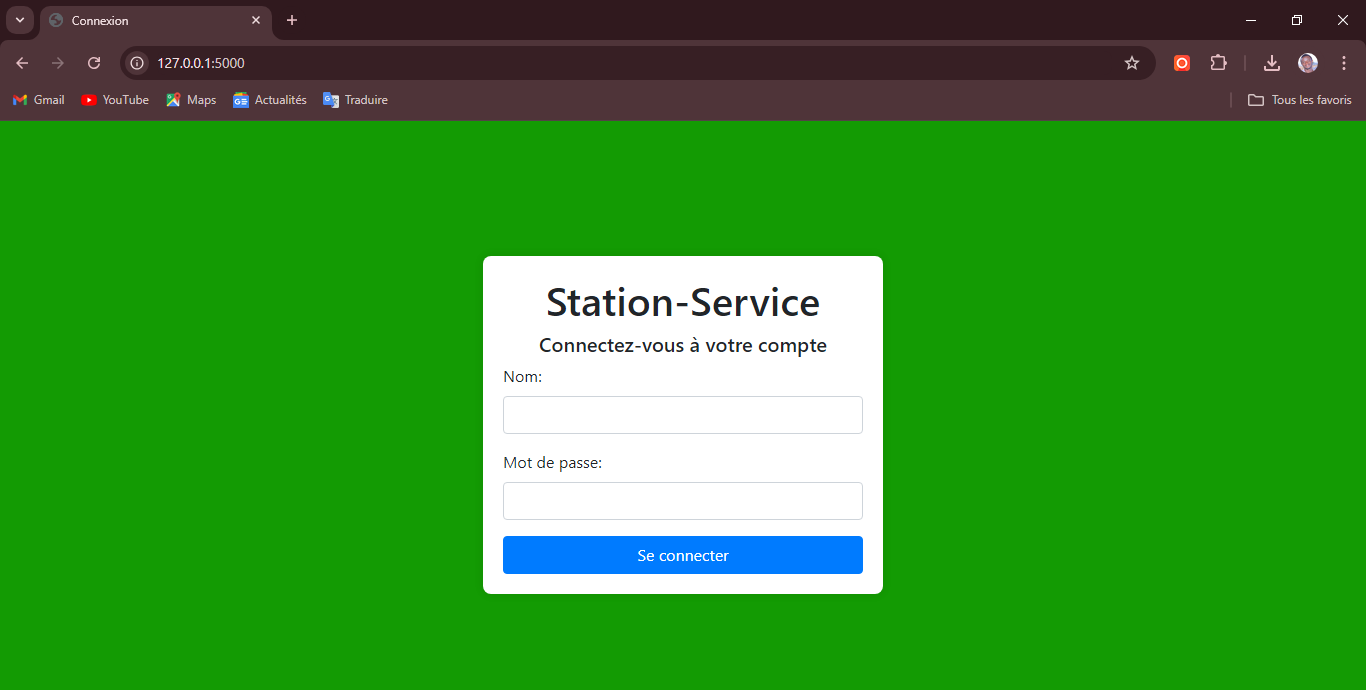 Connexion
127.0.0.1:5000
Gmail YouTube Maps Actualités Traduire Tous les favoris
Station-Service
Connectez-vous à votre compte
Nom:
Mot de passe:
Se connecter